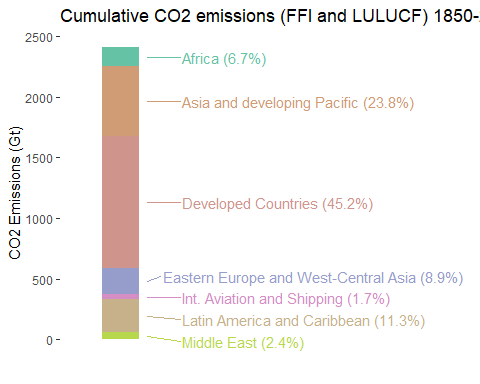 Cumulative CO2 emissions (FFI and LULUCF) 1850-
2500
Africa (6.7%)
Asia and developing Pacific (23.8%)
2000
1500
Developed Countries (45.2%)
1000
CO2 Emissions (Gt)
500
Eastern Europe and West-Central Asia (8.9%)
Int. Aviation and Shipping (1.7%)
Latin America and Caribbean (11.3%)
0
Middle East (2.4%)